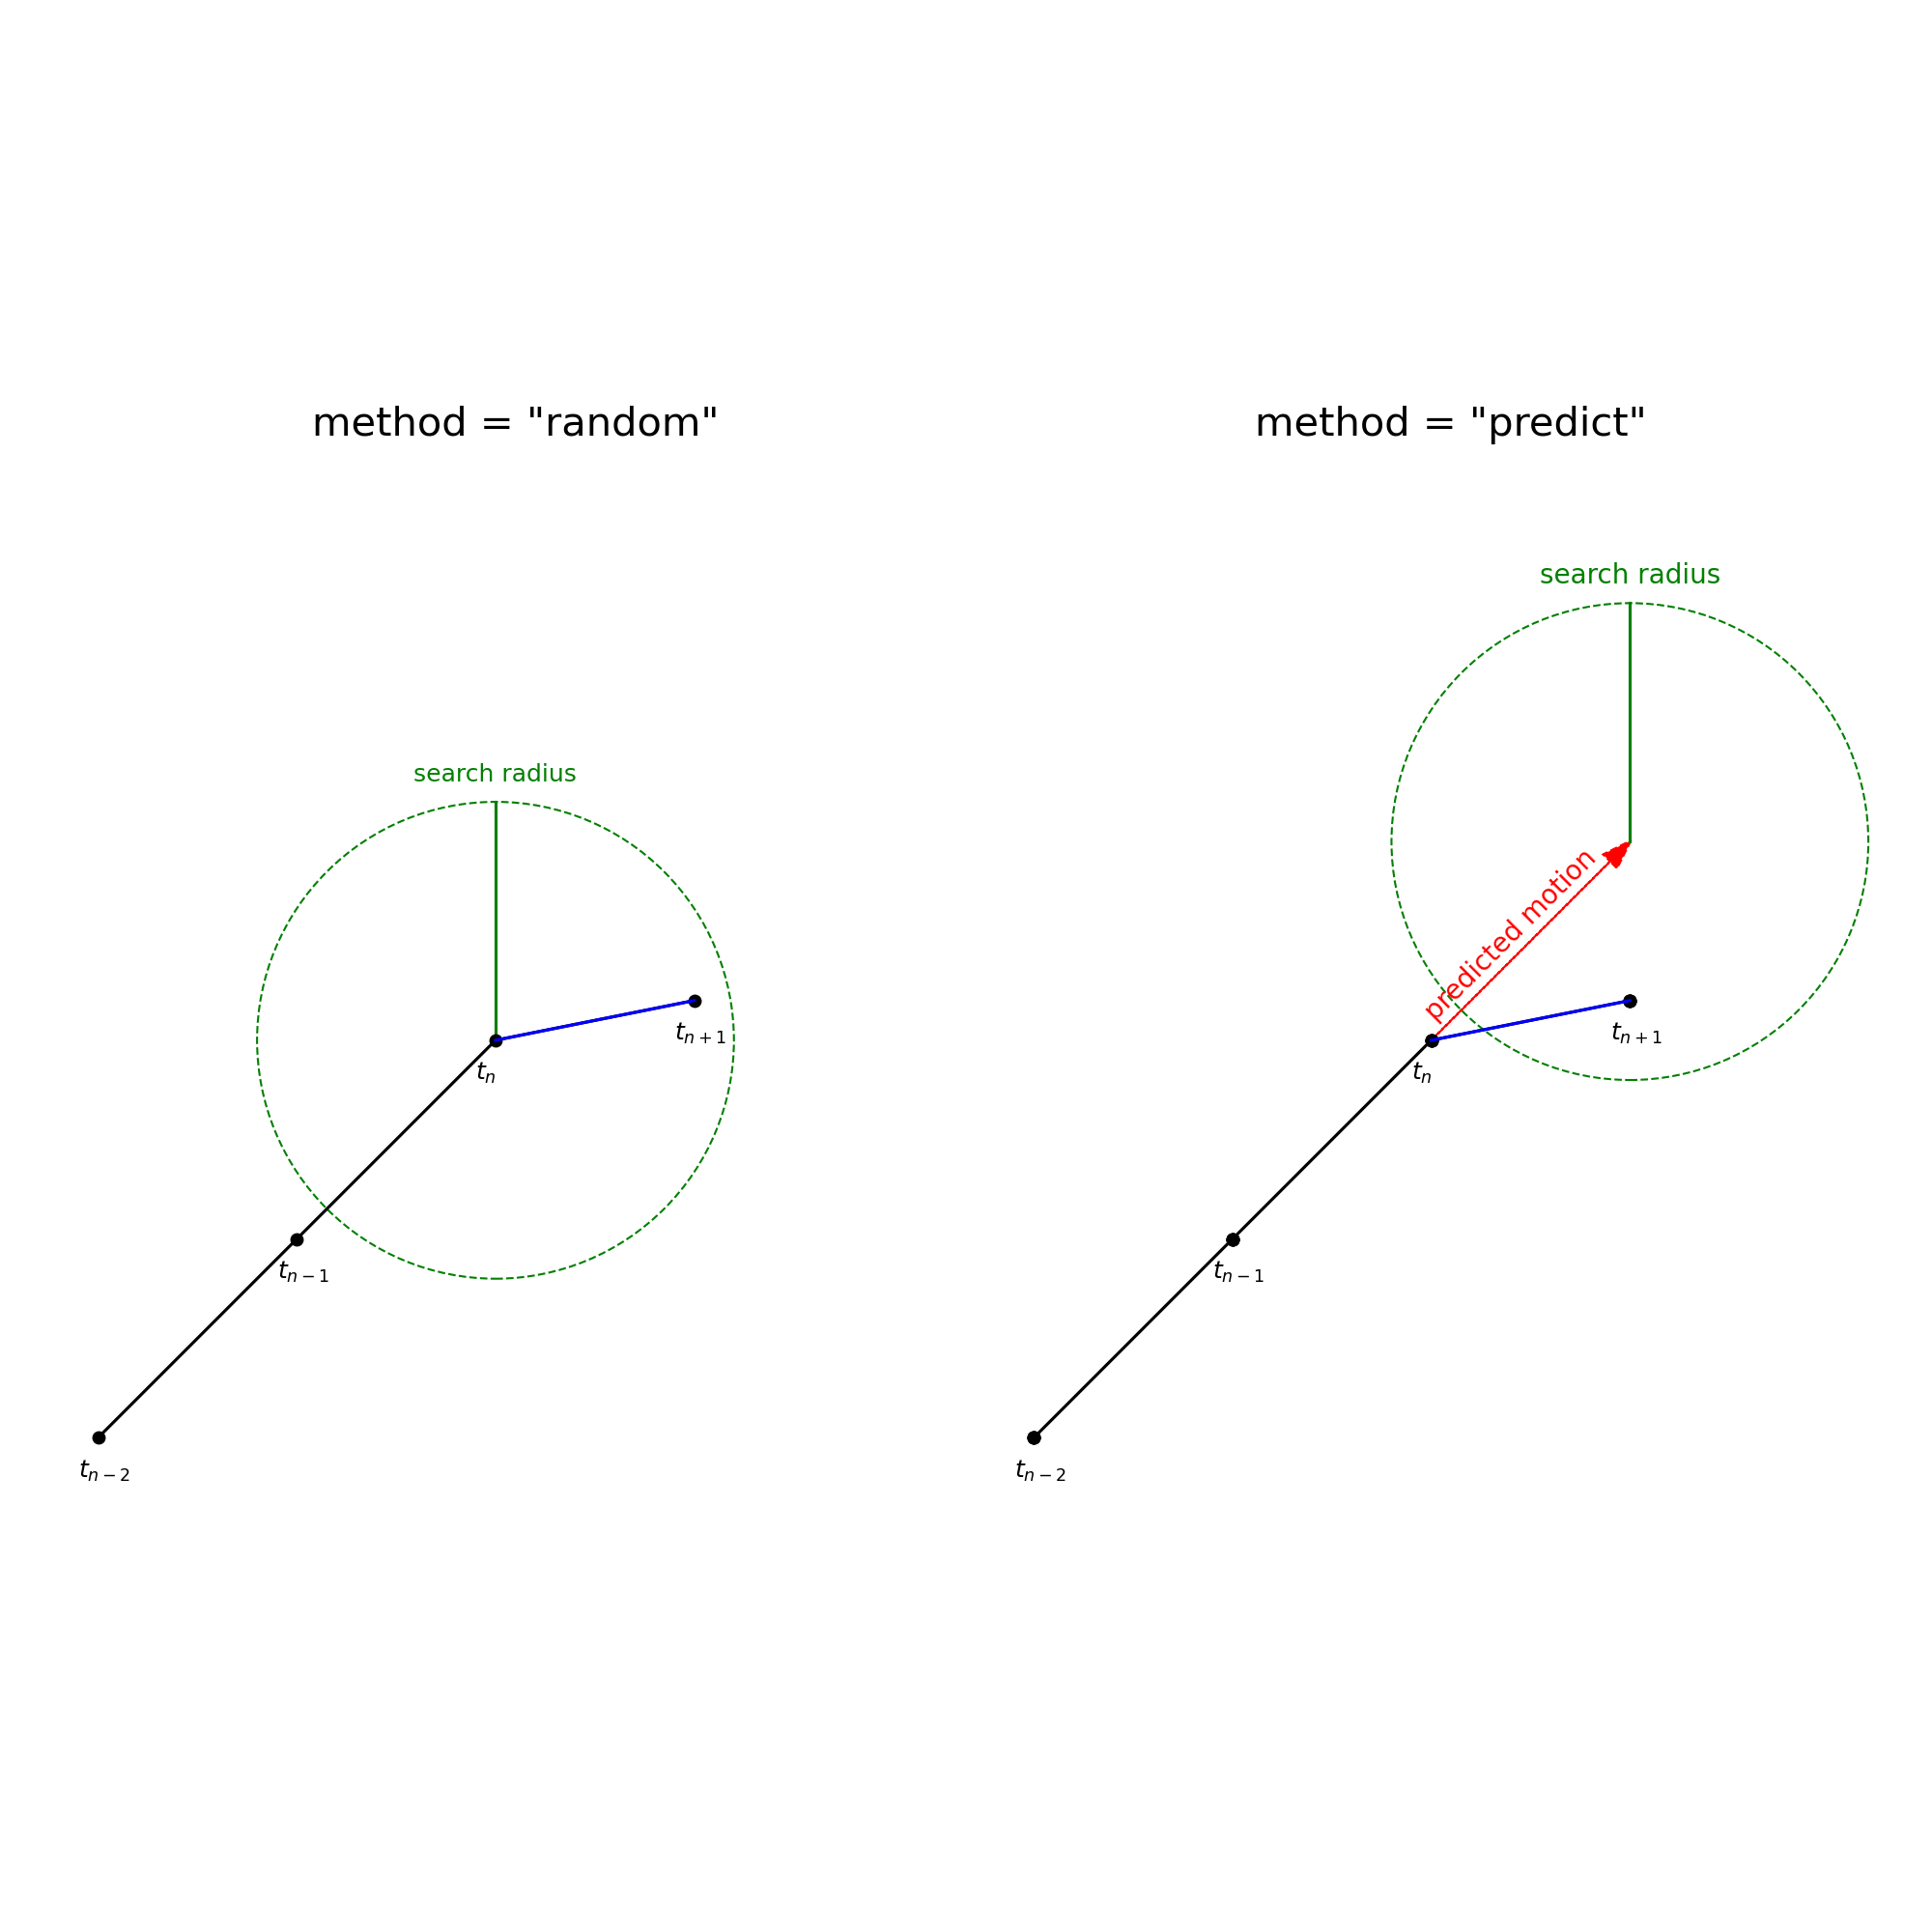 method = "random"
search radius
t_{n+1}
t_n
t_{n−1}
t_{n−2}
method = "predict"
search radius
predicted motion
t_{n+1}
t_n
t_{n−1}
t_{n−2}